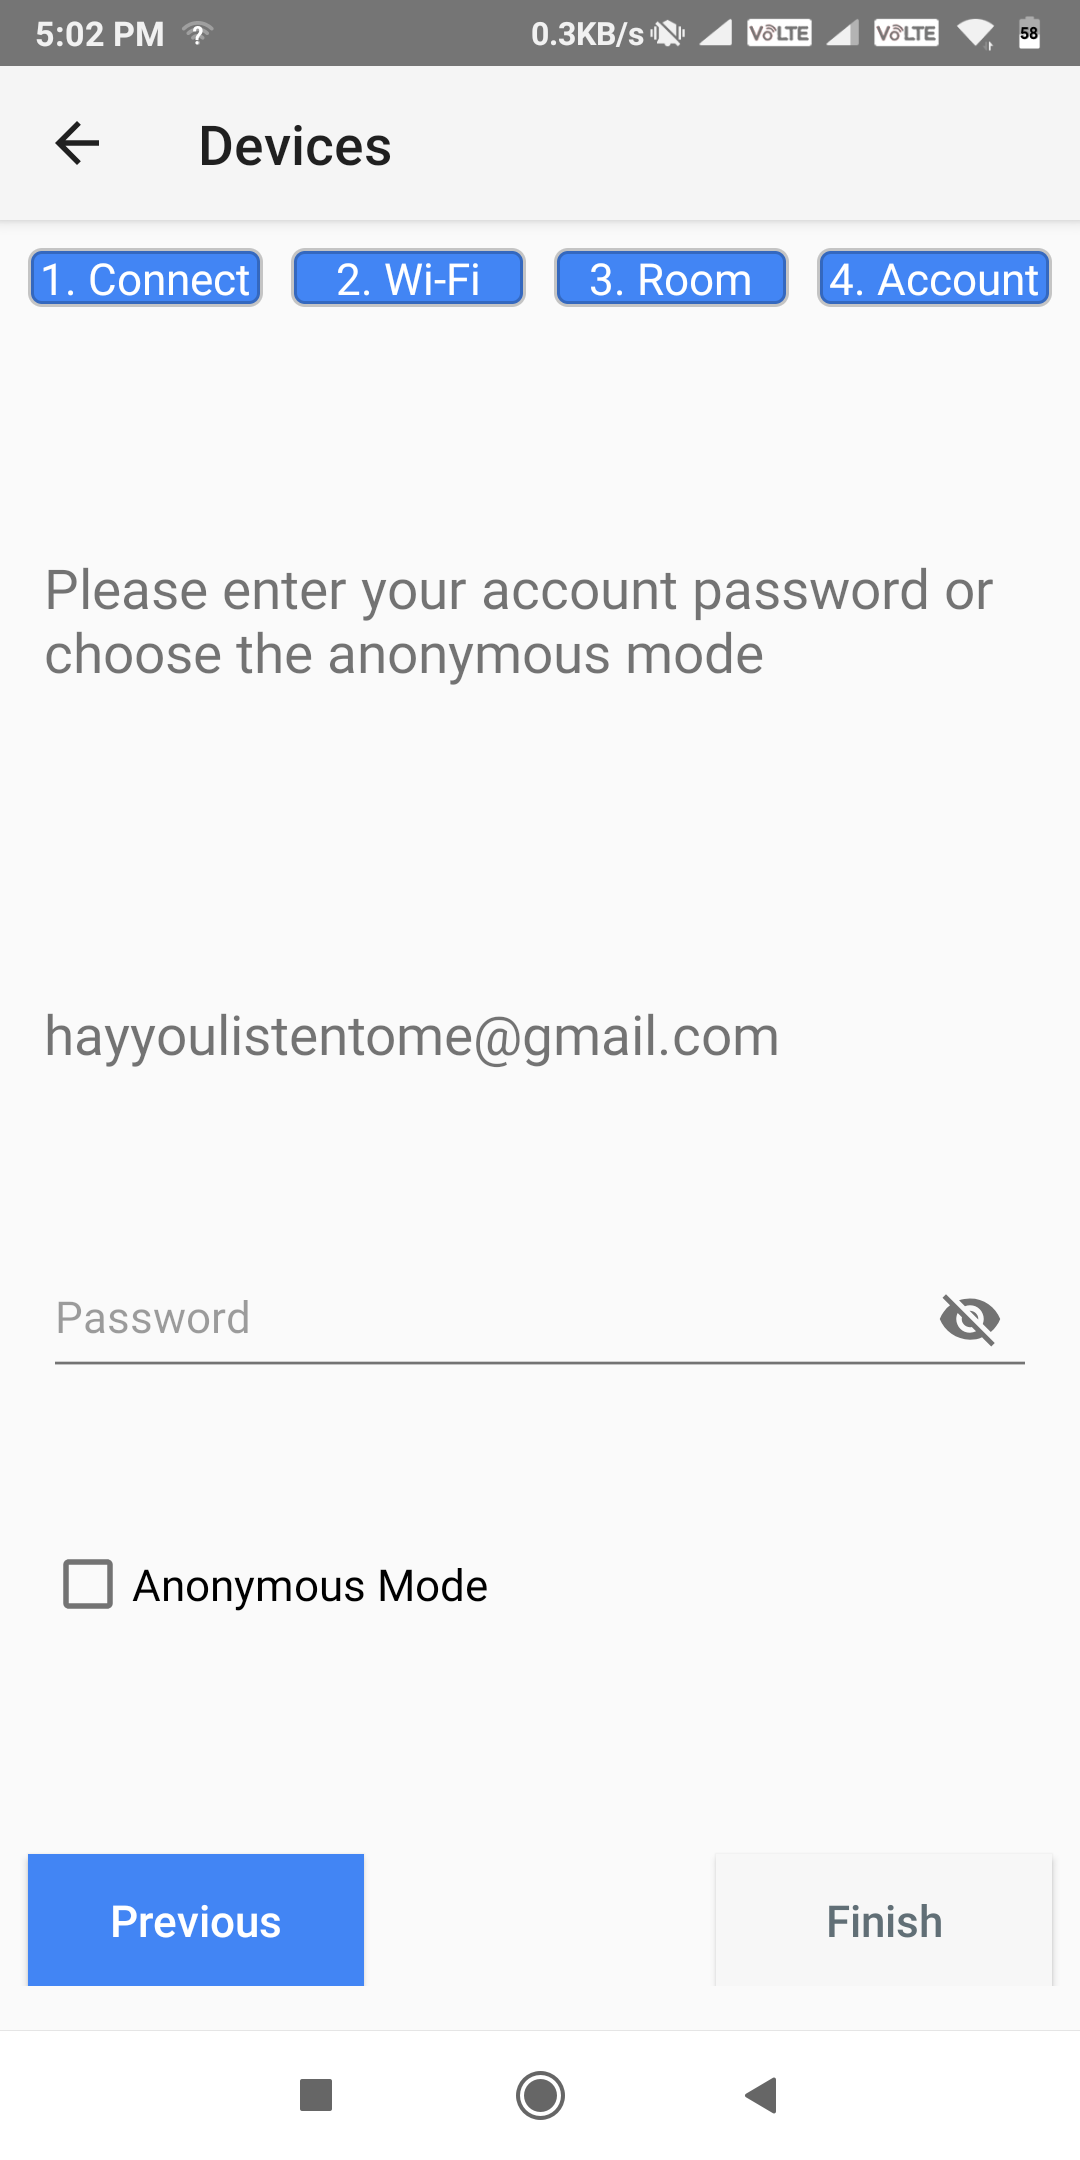 5:02 PM 0.3KB/s VoLTE VoLTE 58
Devices
1. Connect 2. Wi-Fi 3. Room 4. Account
Please enter your account password or
choose the anonymous mode
hayyoulistentome@gmail.com
Password
Anonymous Mode
Previous Finish